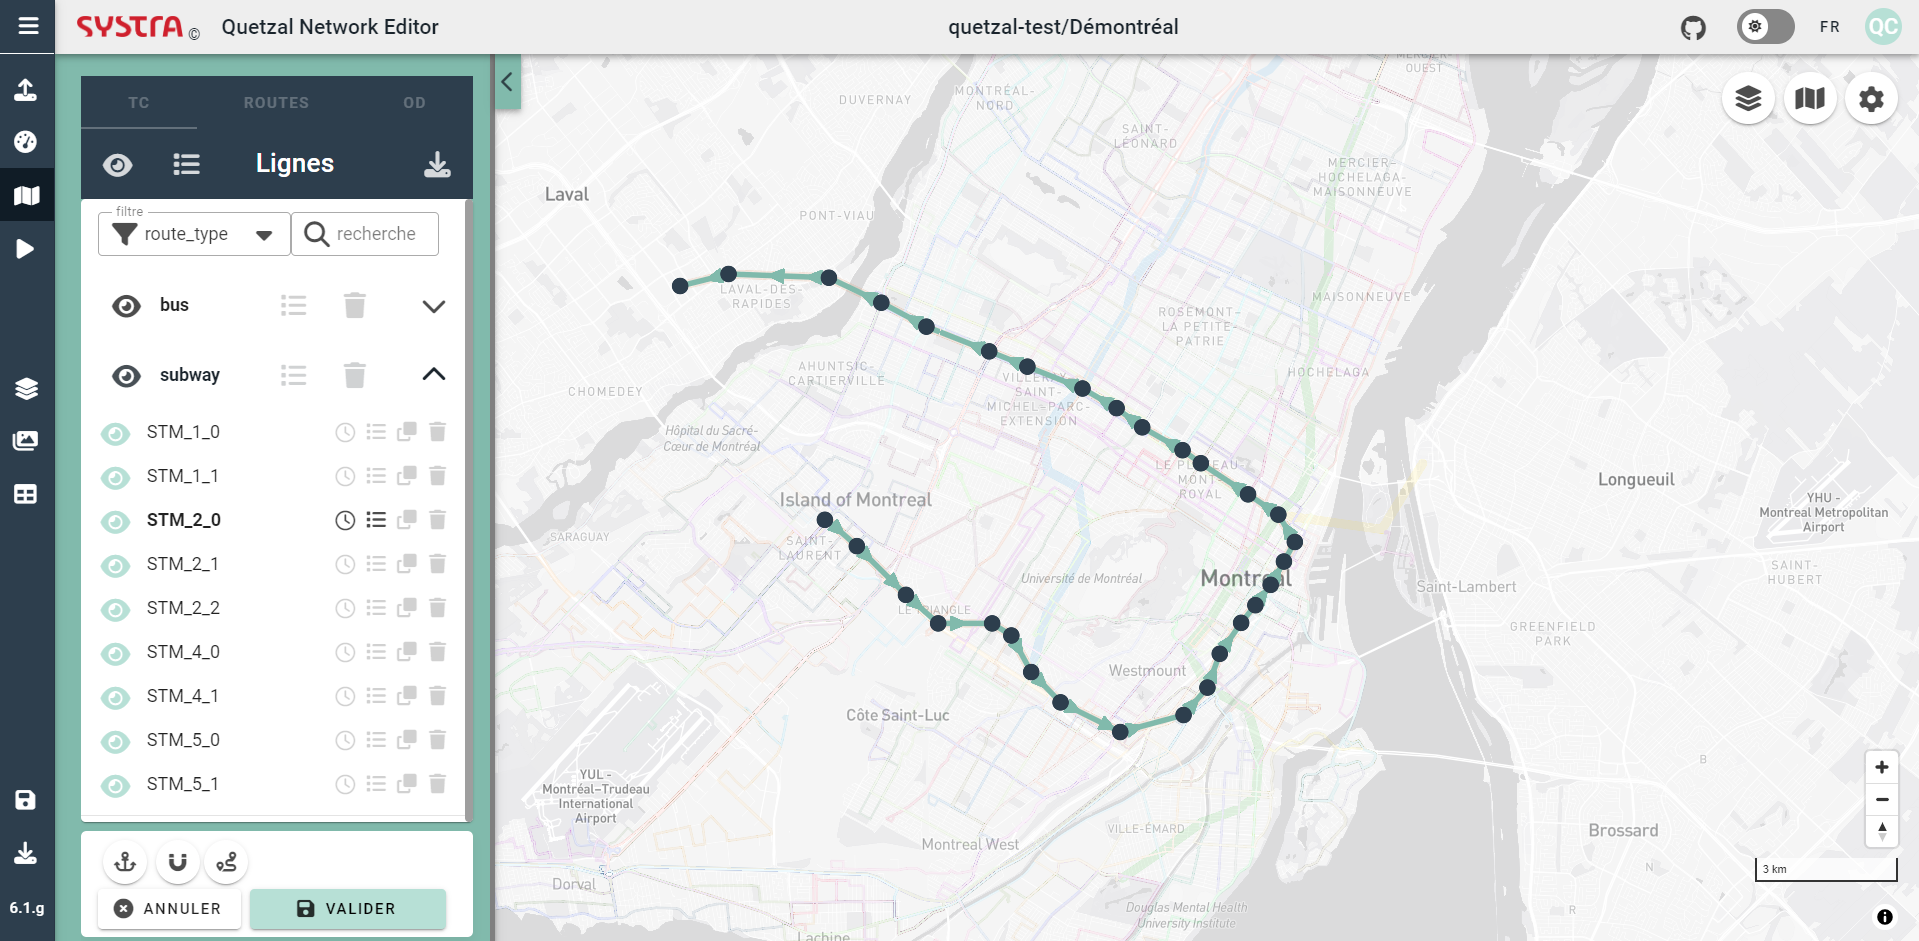 SYSTRA ©
Quetzal Network Editor
quetzal-test/Démontréal
FR
QC
TC
ROUTES
OD
Lignes
filtre
route_type
recherche
bus
subway
STM_1_0
STM_1_1
STM_2_0
STM_2_1
STM_2_2
STM_4_0
STM_4_1
STM_5_0
STM_5_1
ANNULER
VALIDER
6.1.g
MERCIER-
OUEST
DUVERNAY
MONTRÉAL-
NORD
SAINT-
LÉONARD
MERCIER-
HOCHELAGA-
MAISONNEUVE
Laval
PONT-VIAU
LAVAL-DES-
RAPIDES
MAISONNEUVE
ROSEMONT-
LA PETITE-
PATRIE
HOCHELAGA
AHUNTSIC-
CARTIERVILLE
CHOMEDEY
VILLERAY
SAINT-
MICHEL-PARC-
EXTENSION
Hôpital du Sacré-
Cœur de Montréal
LE PLATEAU-
MONT-
ROYAL
Longueuil
YHU -
Montreal Metropolitan
Airport
Island of Montreal
SARAGUAY
SAINT-
LAURENT
Université de Montréal
Montreal
Saint-Lambert
SAINT-
HUBERT
LE TRIANGLE
GREENFIELD
PARK
Westmount
Côte Saint-Luc
YUL -
Montréal-Trudeau
International
Airport
B
VILLE-ÉMARD
Montreal West
Brossard
N
Dorval
R
Douglas Mental Health
University Institute
Lachine
3 km